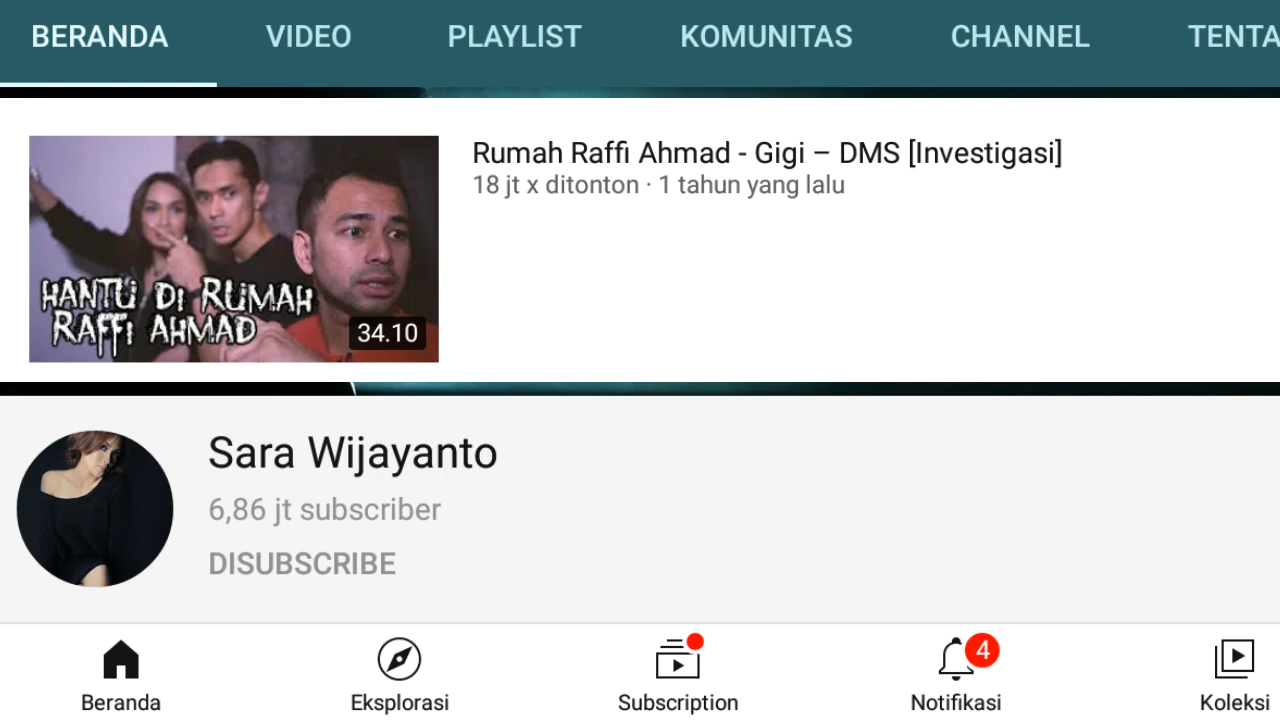 BERANDA VIDEO PLAYLIST KOMUNITAS CHANNEL TENTA
Rumah Raffi Ahmad - Gigi – DMS [Investigasi]
18 jt x ditonton · 1 tahun yang lalu
HANTU DI RUMAH
RAFFI AHMAD
34.10
Sara Wijayanto
6,86 jt subscriber
DISUBSCRIBE
4
Beranda Eksplorasi Subscription Notifikasi Koleksi